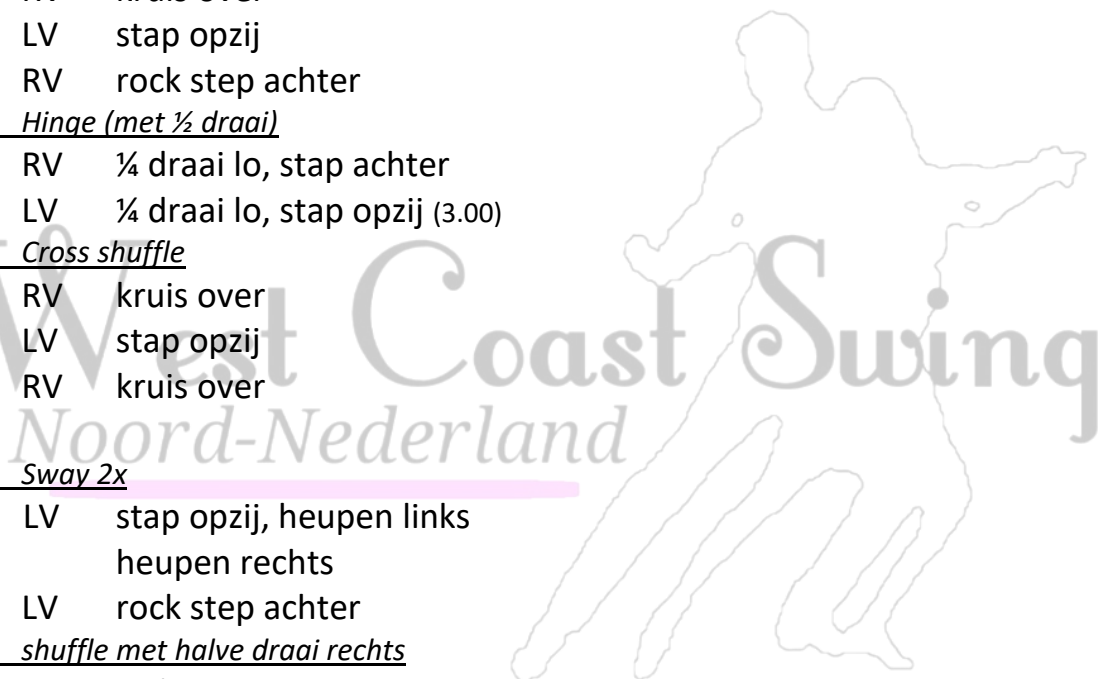 RV kruis over
LV stap opzij
RV rock step achter
Hinge (met ½ draai)
RV ¼ draai lo, stap achter
LV ¼ draai lo, stap opzij (3.00)
Cross shuffle
RV kruis over
LV stap opzij
RV kruis over
West Coast Swing
Noord-Nederland
Sway 2x
LV stap opzij, heupen links
heupen rechts
LV rock step achter
shuffle met halve draai rechts